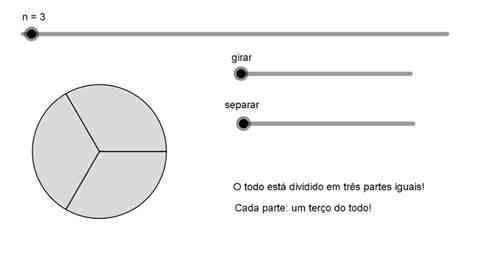 n = 3
girar
separar
O todo está dividido em três partes iguais!
Cada parte: um terço do todo!